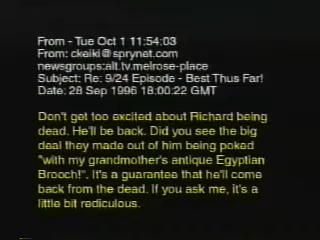 From - Tue Oct 1 11:54:03
From: ckeiki@sprynet.com
newsgroups:alt.tv.melrose-place
Subject: Re: 9/24 Episode - Best Thus Far!
Date: 28 Sep 1996 18:00:22 GMT
Don't get too excited about Richard being
dead. He'll be back. Did you see the big
deal they made out of him being poked
"with my grandmother's antique Egyptian
Brooch!". It's a guarantee that he'll come
back from the dead. If you ask me, it's a
little bit rediculous.